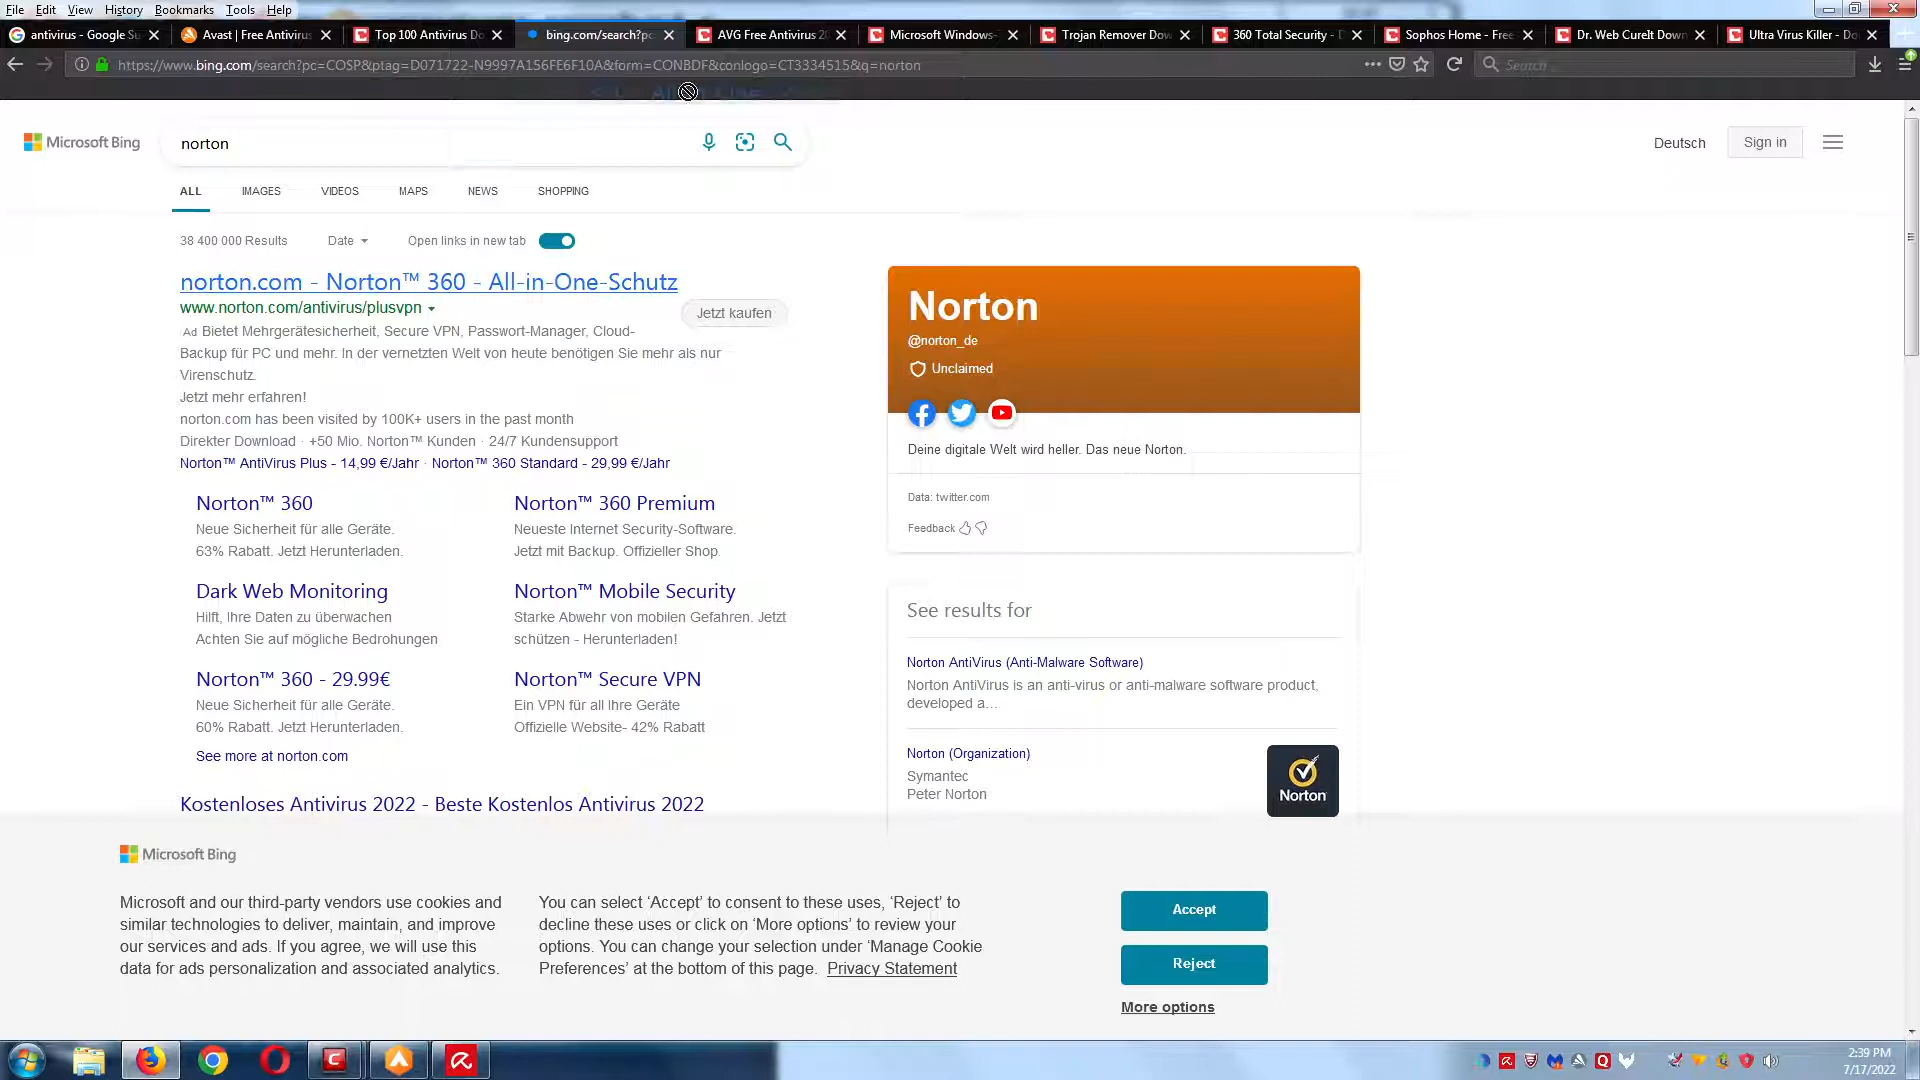 File Edit View History Bookmarks Tools Help
antivirus - Google Su
Avast | Free Antivirus
Top 100 Antivirus Do
bing.com/search?pc
AVG Free Antivirus 20
Microsoft Windows-
Trojan Remover Dow
360 Total Security - D
Sophos Home - Free
Dr. Web CureIt Down
Ultra Virus Killer - Do
https://www.bing.com/search?pc=COSP&ptag=D071722-N9997A156FE6F10A&form=CONBDF&conlogo=CT3334515&q=norton
Search
Microsoft Bing
norton
Deutsch
Sign in
ALL IMAGES VIDEOS MAPS NEWS SHOPPING
38 400 000 Results Date Open links in new tab
norton.com - Norton™ 360 - All-in-One-Schutz
www.norton.com/antivirus/plusvpn
Jetzt kaufen
Ad Bietet Mehrgerätesicherheit, Secure VPN, Passwort-Manager, Cloud-
Backup für PC und mehr. In der vernetzten Welt von heute benötigen Sie mehr als nur
Virenschutz.
Jetzt mehr erfahren!
norton.com has been visited by 100K+ users in the past month
Direkter Download · +50 Mio. Norton™ Kunden · 24/7 Kundensupport
Norton™ AntiVirus Plus - 14,99 €/Jahr · Norton™ 360 Standard - 29,99 €/Jahr
Norton™ 360
Neue Sicherheit für alle Geräte.
63% Rabatt. Jetzt Herunterladen.
Norton™ 360 Premium
Neueste Internet Security-Software.
Jetzt mit Backup. Offizieller Shop.
Dark Web Monitoring
Hilft, Ihre Daten zu überwachen
Achten Sie auf mögliche Bedrohungen
Norton™ Mobile Security
Starke Abwehr von mobilen Gefahren. Jetzt
schützen - Herunterladen!
Norton™ 360 - 29.99€
Neue Sicherheit für alle Geräte.
60% Rabatt. Jetzt Herunterladen.
Norton™ Secure VPN
Ein VPN für all Ihre Geräte
Offizielle Website- 42% Rabatt
See more at norton.com
Kostenloses Antivirus 2022 - Beste Kostenlos Antivirus 2022
Norton
@norton_de
Unclaimed
Deine digitale Welt wird heller. Das neue Norton.
Data: twitter.com
Feedback
See results for
Norton AntiVirus (Anti-Malware Software)
Norton AntiVirus is an anti-virus or anti-malware software product,
developed a…
Norton (Organization)
Symantec
Peter Norton
Norton
Microsoft Bing
Microsoft and our third-party vendors use cookies and
similar technologies to deliver, maintain, and improve
our services and ads. If you agree, we will use this
data for ads personalization and associated analytics.
You can select ‘Accept’ to consent to these uses, ‘Reject’ to
decline these uses or click on ‘More options’ to review your
options. You can change your selection under ‘Manage Cookie
Preferences’ at the bottom of this page. Privacy Statement
Accept
Reject
More options
2:39 PM
7/17/2022